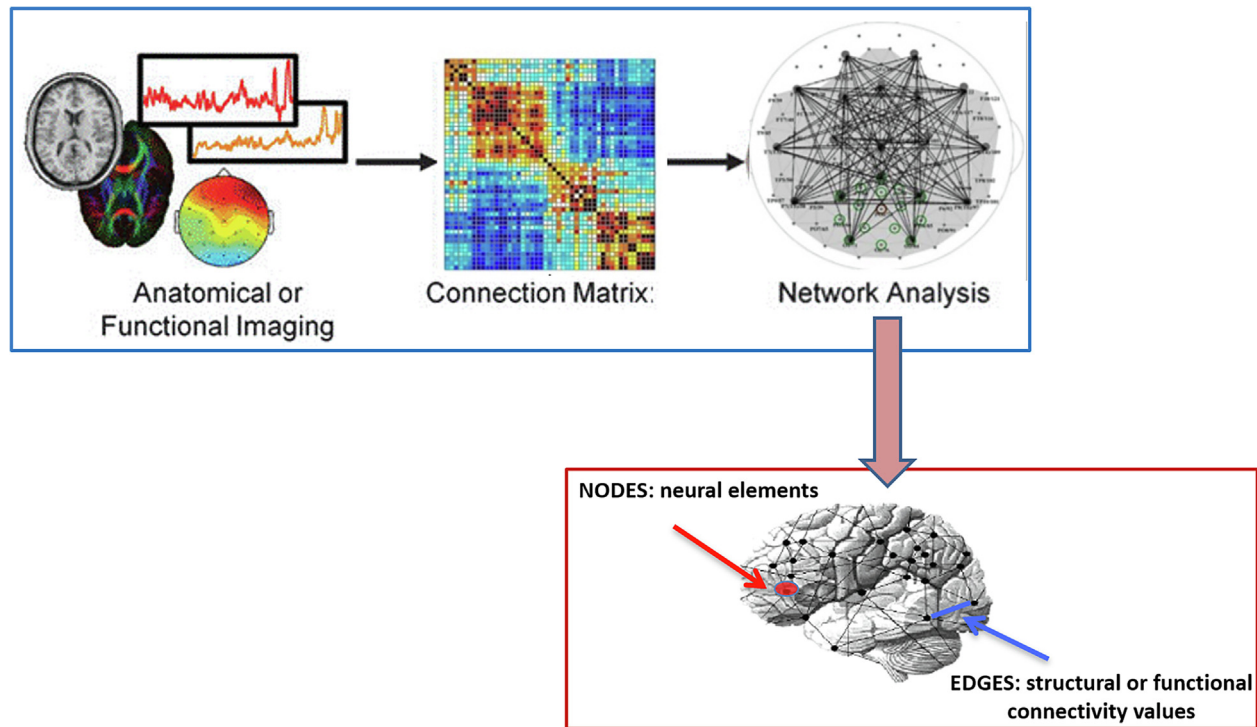 Anatomical or
Functional Imaging
Connection Matrix:
Network Analysis
NODES: neural elements
EDGES: structural or functional
connectivity values